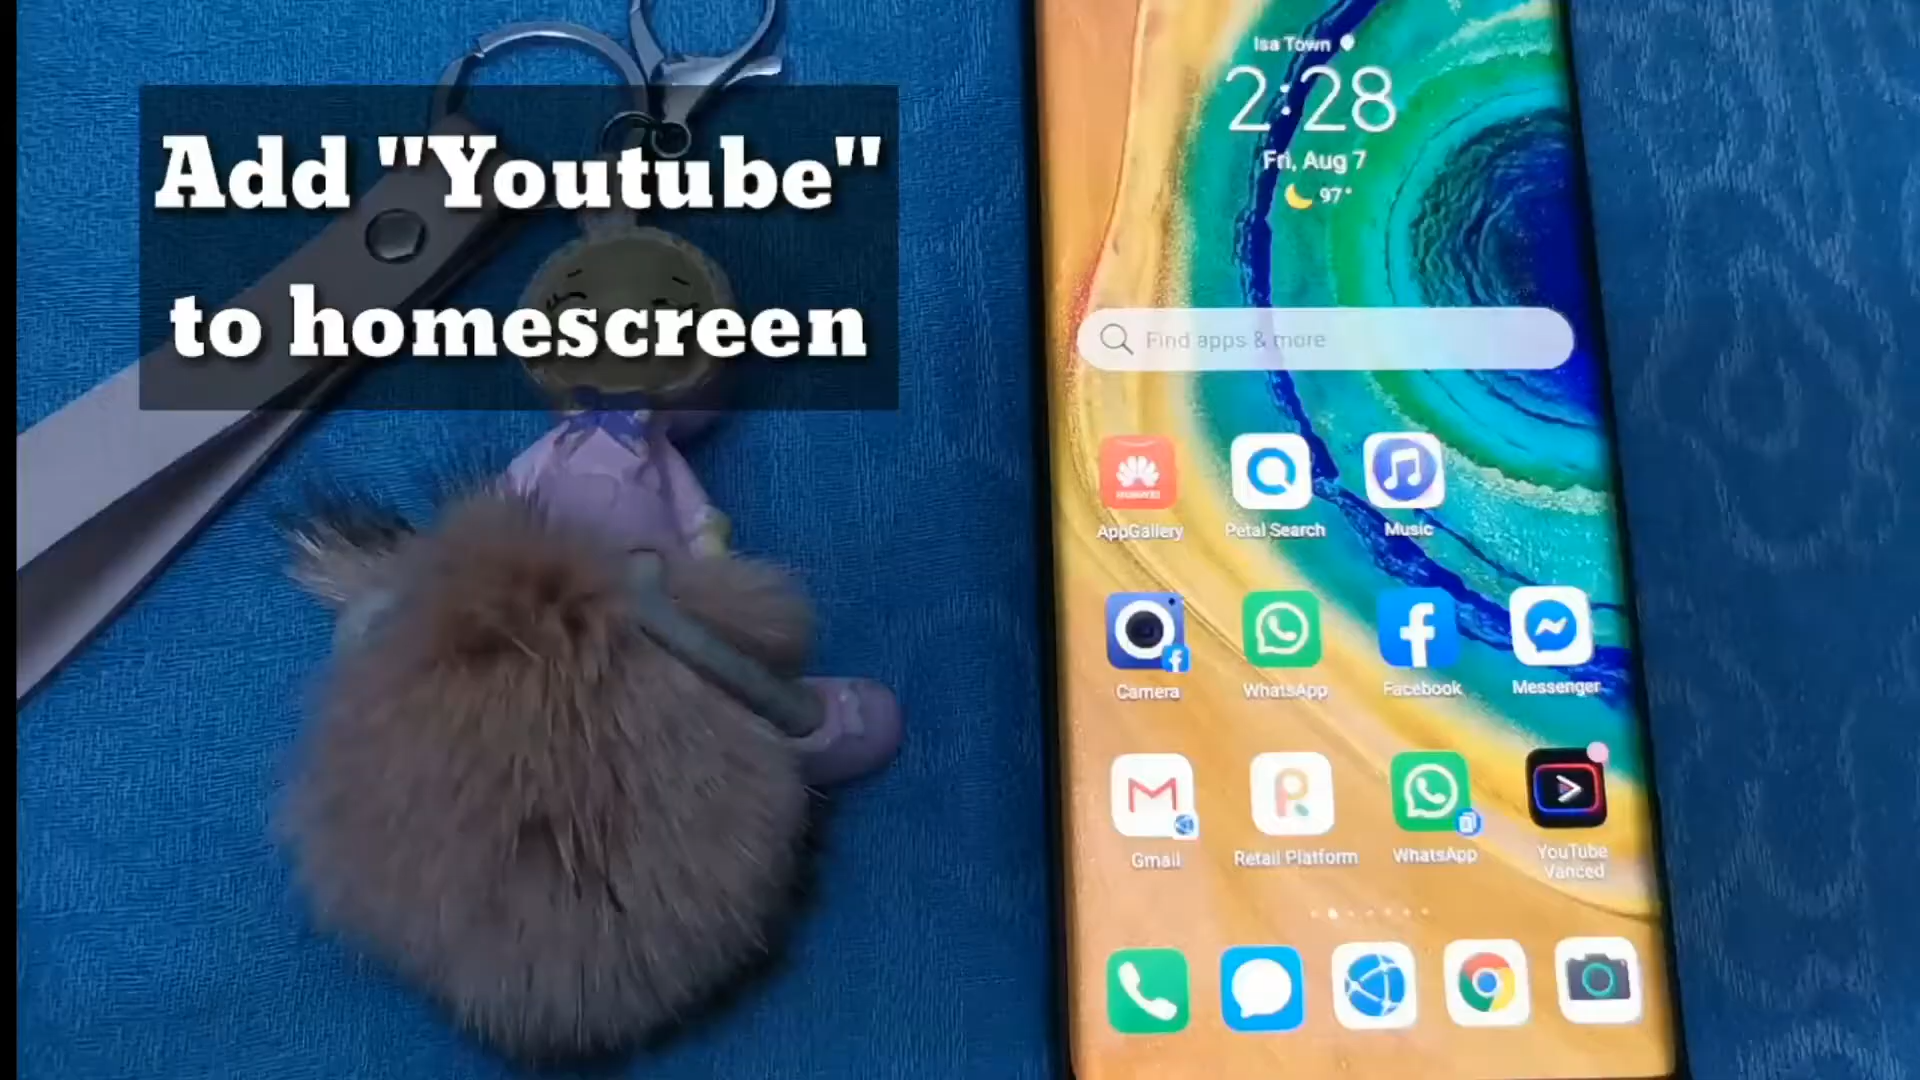 Add "Youtube"
to homescreen
Isa Town
2:28
Fri, Aug 7
97°
Find apps & more
HUAWEI
AppGallery
Petal Search
Music
Camera
WhatsApp
Facebook
Messenger
Gmail
Retail Platform
WhatsApp
YouTube
Vanced